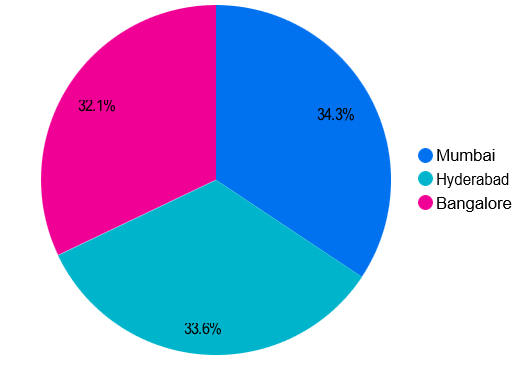 32.1%
34.3%
33.6%
Mumbai
Hyderabad
Bangalore